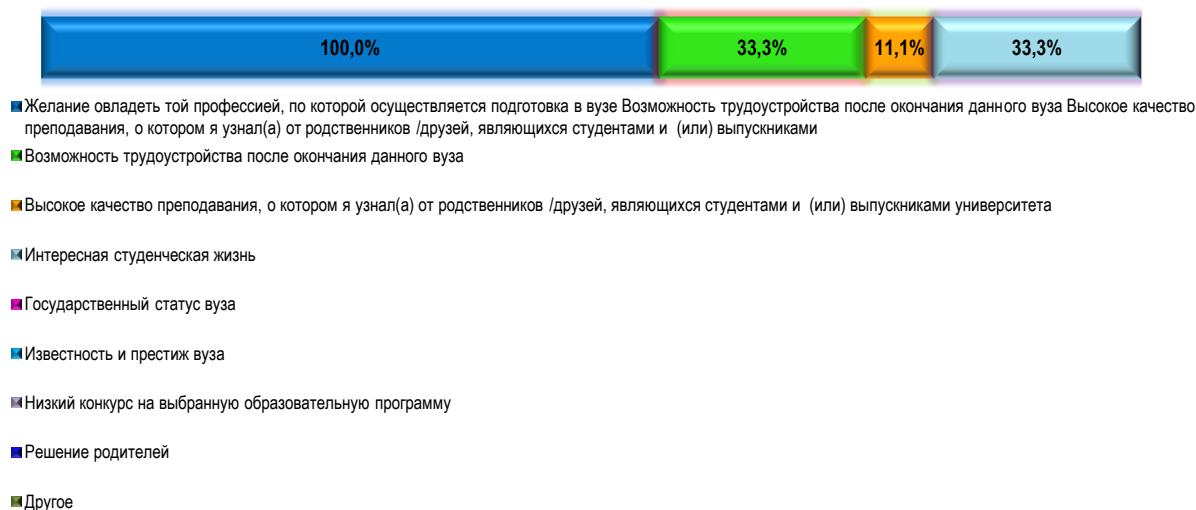 100,0% 33,3% 11,1% 33,3%
Желание овладеть той профессией, по которой осуществляется подготовка в вузе Возможность трудоустройства после окончания данного вуза Высокое качество
преподавания, о котором я узнал(а) от родственников /друзей, являющихся студентами и (или) выпускниками
Возможность трудоустройства после окончания данного вуза
Высокое качество преподавания, о котором я узнал(а) от родственников /друзей, являющихся студентами и (или) выпускниками университета
Интересная студенческая жизнь
Государственный статус вуза
Известность и престиж вуза
Низкий конкурс на выбранную образовательную программу
Решение родителей
Другое